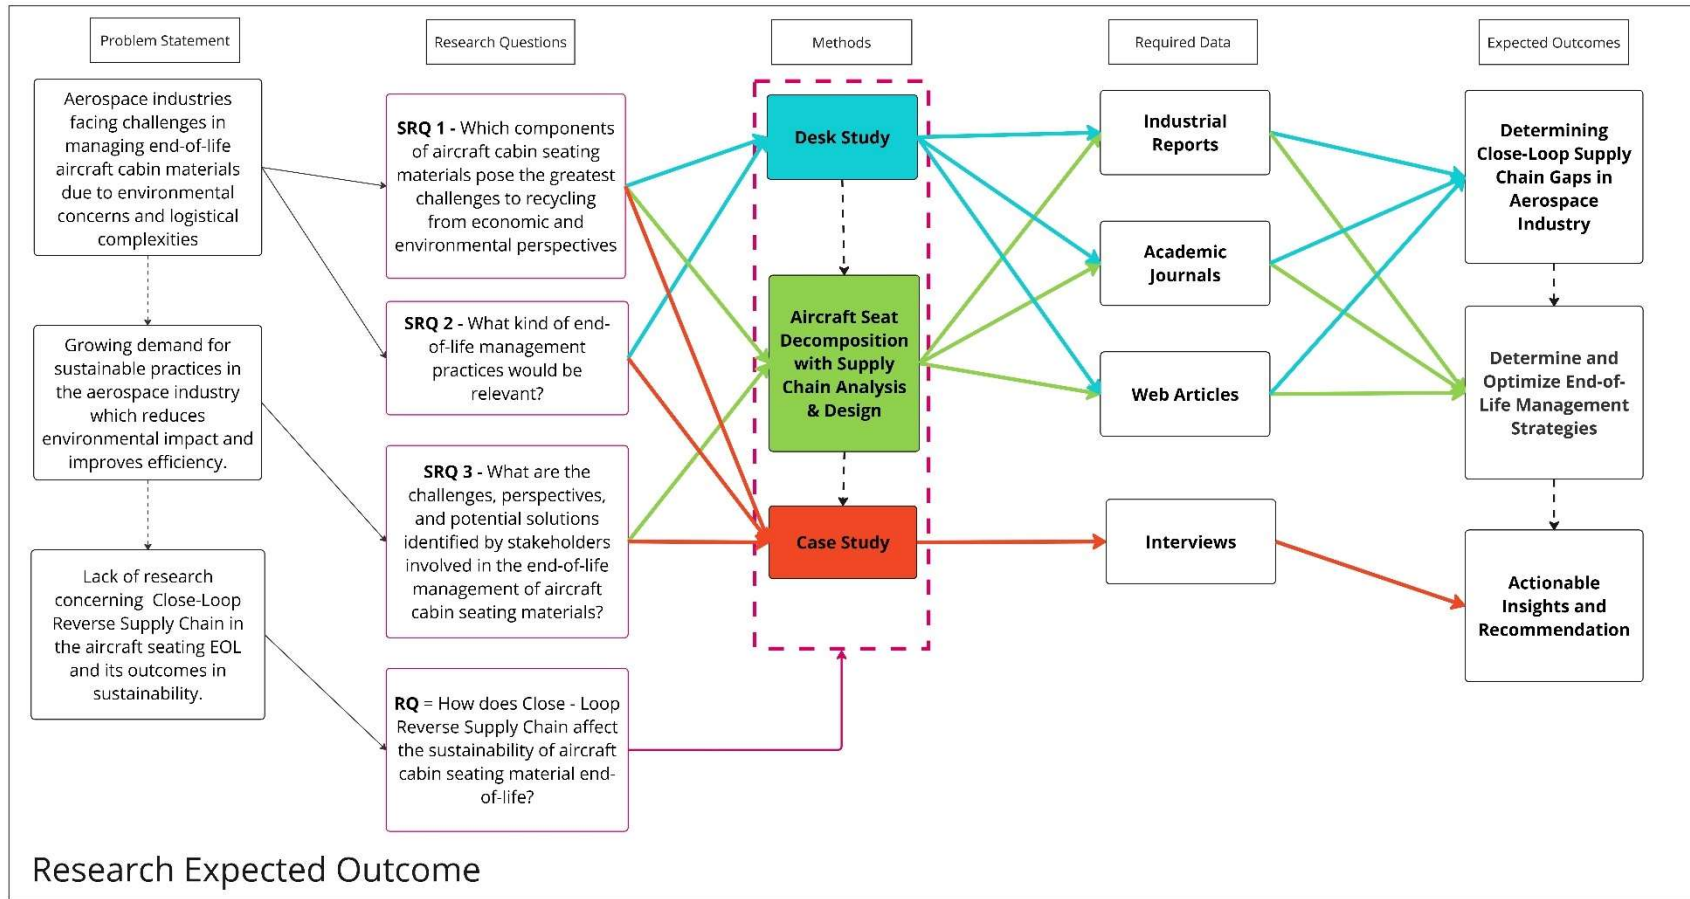 Problem Statement
Aerospace industries
facing challenges in
managing end-of-life
aircraft cabin materials
due to environmental
concerns and logistical
complexities
Growing demand for
sustainable practices in
the aerospace industry
which reduces
environmental impact and
improves efficiency.
Lack of research
concerning Close-Loop
Reverse Supply Chain in
the aircraft seating EOL
and its outcomes in
sustainability.
Research Questions
SRQ 1 - Which components
of aircraft cabin seating
materials pose the greatest
challenges to recycling
from economic and
environmental perspectives
SRQ 2 - What kind of end-
of-life management
practices would be
relevant?
SRQ 3 - What are the
challenges, perspectives,
and potential solutions
identified by stakeholders
involved in the end-of-life
management of aircraft
cabin seating materials?
RQ = How does Close - Loop
Reverse Supply Chain affect
the sustainability of aircraft
cabin seating material end-
of-life?
Methods
Desk Study
Aircraft Seat
Decomposition
with Supply
Chain Analysis
& Design
Case Study
Required Data
Industrial
Reports
Academic
Journals
Web Articles
Interviews
Expected Outcomes
Determining
Close-Loop Supply
Chain Gaps in
Aerospace
Industry
Determine and
Optimize End-of-
Life Management
Strategies
Actionable
Insights and
Recommendation
Research Expected Outcome